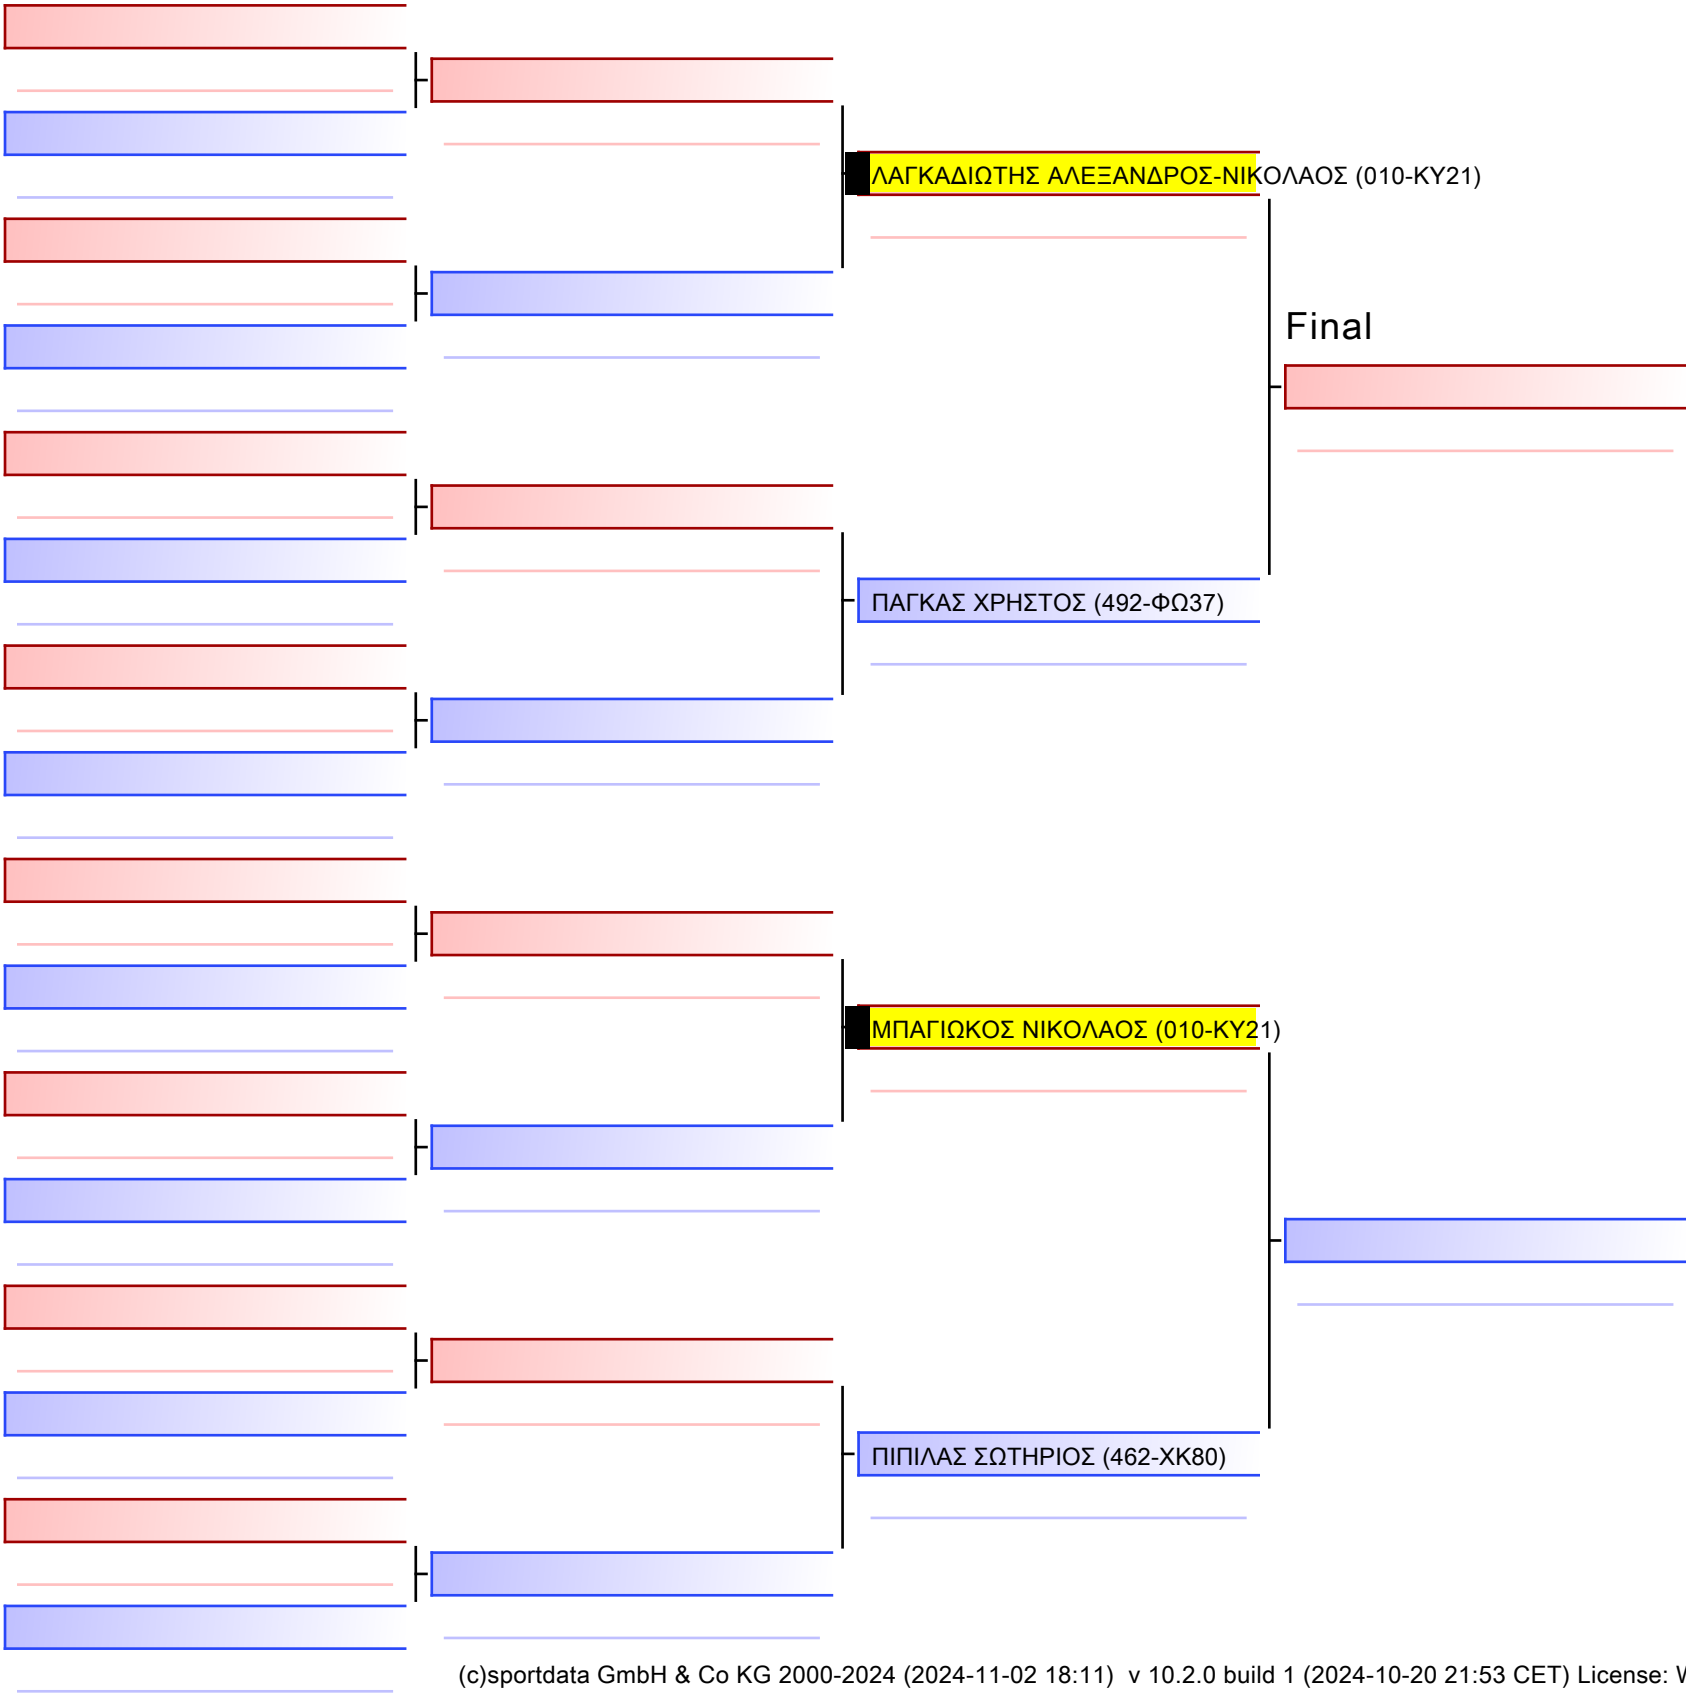 ΛΑΓΚΑΔΙΩΤΗΣ ΑΛΕΞΑΝΔΡΟΣ-ΝΙΚΟΛΑΟΣ (010-ΚΥ21)
Final
ΠΑΓΚΑΣ ΧΡΗΣΤΟΣ (492-ΦΩ37)
ΜΠΑΓΙΩΚΟΣ ΝΙΚΟΛΑΟΣ (010-ΚΥ21)
ΠΙΠΙΛΑΣ ΣΩΤΗΡΙΟΣ (462-ΧΚ80)
(c)sportdata GmbH & Co KG 2000-2024 (2024-11-02 18:11) v 10.2.0 build 1 (2024-10-20 21:53 CET) License: